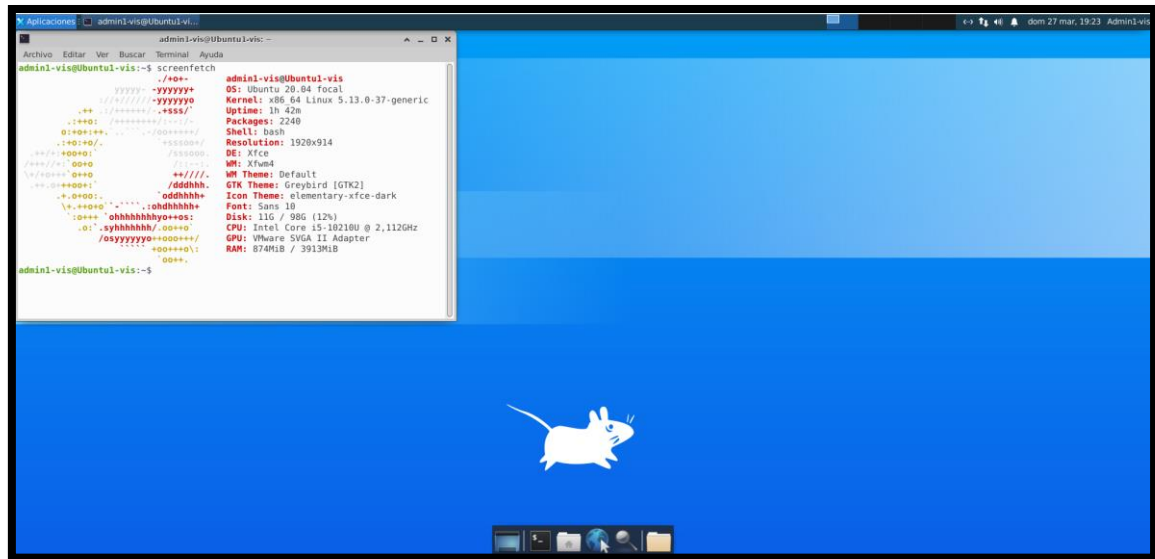 Aplicaciones
admin1-vis@Ubuntu1-vi...
dom 27 mar, 19:23 Admin1-vis
admin1-vis@Ubuntu1-vis: ~
Archivo Editar Ver Buscar Terminal Ayuda
admin1-vis@Ubuntu1-vis:~$ screenfetch
admin1-vis@Ubuntu1-vis
OS: Ubuntu 20.04 focal
Kernel: x86_64 Linux 5.13.0-37-generic
Uptime: 1h 42m
Packages: 2240
Shell: bash
Resolution: 1920x914
DE: Xfce
WM: Xfwm4
WM Theme: Default
GTK Theme: Greybird [GTK2]
Icon Theme: elementary-xfce-dark
Font: Sans 10
Disk: 11G / 98G (12%)
CPU: Intel Core i5-10210U @ 2,112GHz
GPU: VMware SVGA II Adapter
RAM: 874MiB / 3913MiB
admin1-vis@Ubuntu1-vis:~$